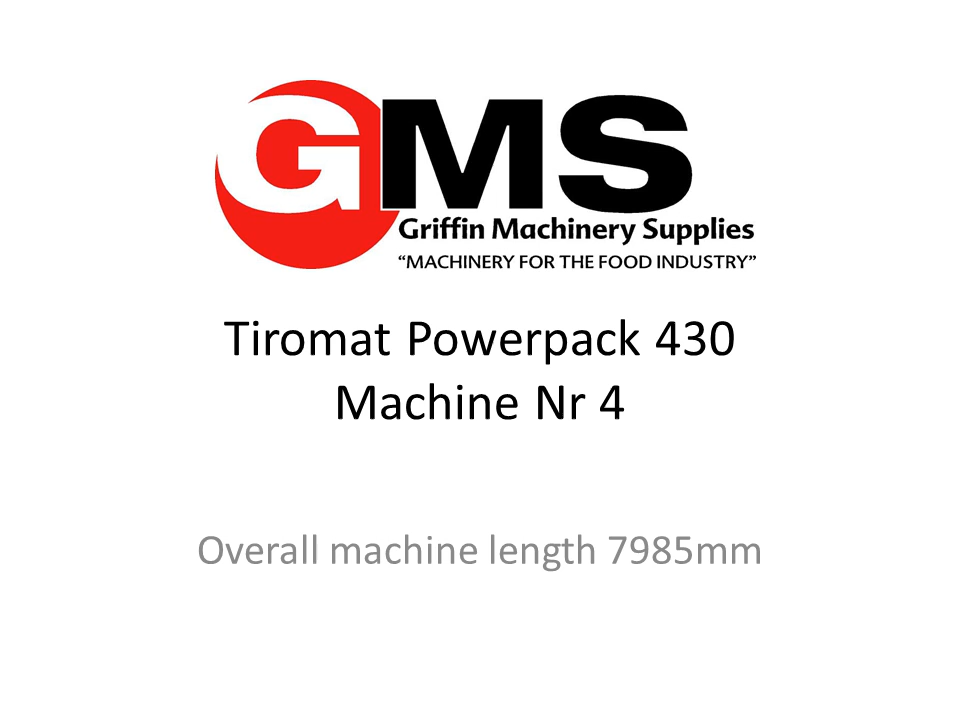 GMS
Griffin Machinery Supplies
“MACHINERY FOR THE FOOD INDUSTRY”
Tiromat Powerpack 430
Machine Nr 4
Overall machine length 7985mm